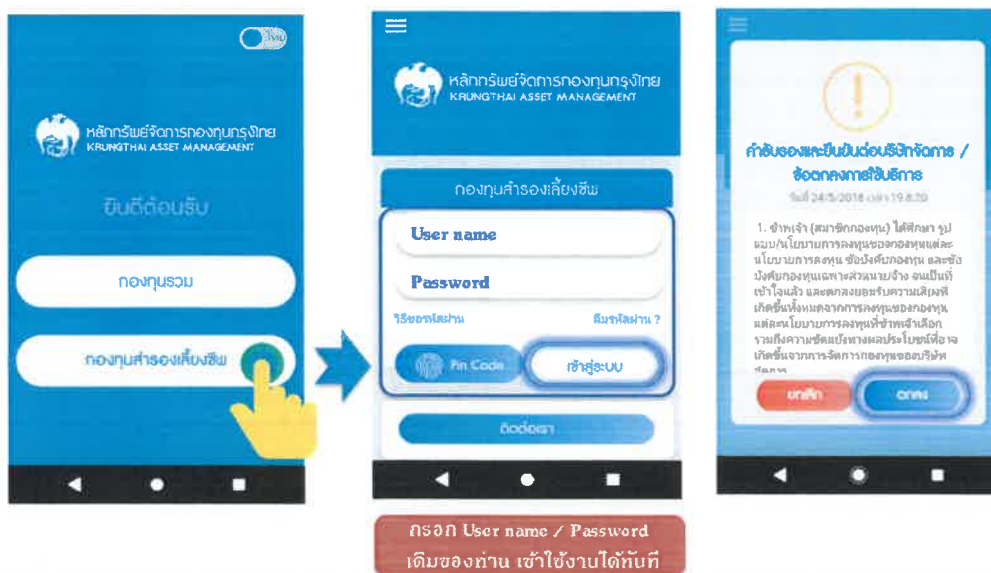 ไทย
หลักทรัพย์จัดการกองทุนกรุงไทย
KRUNGTHAI ASSET MANAGEMENT
ยินดีต้อนรับ
กองทุนรวม
กองทุนสำรองเลี้ยงชีพ
หลักทรัพย์จัดการกองทุนกรุงไทย
KRUNGTHAI ASSET MANAGEMENT
กองทุนสำรองเลี้ยงชีพ
User name
Password
วิธีขอรหัสผ่าน ลืมรหัสผ่าน ?
Pin Code เข้าสู่ระบบ
ติดต่อเรา
กรอก User name / Password
เดิมของท่าน เข้าใช้งานได้ทันที
คำรับรองและยืนยันต่อบริษัทจัดการ /
ข้อตกลงการใช้บริการ
วันที่ 24/5/2018 เวลา 19:8:20
1. ข้าพเจ้า (สมาชิกกองทุน) ได้ศึกษา รูป
แบบ/นโยบายการลงทุนของกองทุนแต่ละ
นโยบายการลงทุน ข้อบังคับกองทุน และข้อ
บังคับกองทุนเฉพาะส่วนนายจ้าง จนเป็นที่
เข้าใจแล้ว และตกลงยอมรับความเสี่ยงที่
เกิดขึ้นทั้งหมดจากการลงทุนของกองทุน
แต่ละนโยบายการลงทุนที่ข้าพเจ้าเลือก
รวมถึงความขัดแย้งทางผลประโยชน์ที่อาจ
เกิดขึ้นจากการจัดการกองทุนของบริษัท
จัดการ
ยกเลิก ตกลง